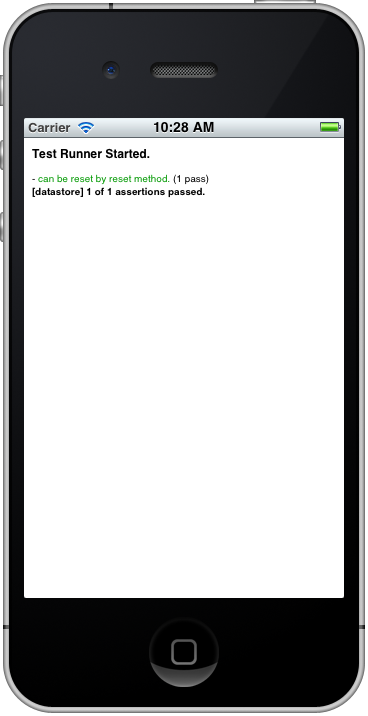 Carrier 10:28 AM
Test Runner Started.
- can be reset by reset method. (1 pass)
[datastore] 1 of 1 assertions passed.